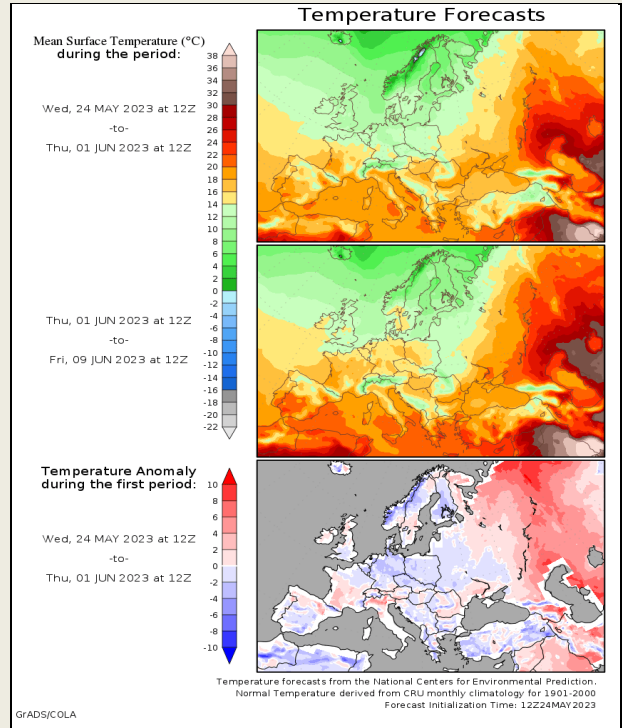 Temperature Forecasts
Mean Surface Temperature (°C)
during the period:
Wed, 24 MAY 2023 at 12Z
-to-
Thu, 01 JUN 2023 at 12Z
38
36
34
32
30
28
26
24
22
20
18
16
14
12
10
8
6
4
2
0
-2
-4
-6
-8
-10
-12
-14
-16
-18
-20
-22
Thu, 01 JUN 2023 at 12Z
-to-
Fri, 09 JUN 2023 at 12Z
Temperature Anomaly
during the first period:
Wed, 24 MAY 2023 at 12Z
-to-
Thu, 01 JUN 2023 at 12Z
10
8
6
4
2
0
-2
-4
-6
-8
-10
Temperature forecasts from the National Centers for Environmental Prediction.
Normal Temperature derived from CRU monthly climatology for 1901-2000
Forecast Initialization Time: 12Z24MAY2023
GrADS/COLA